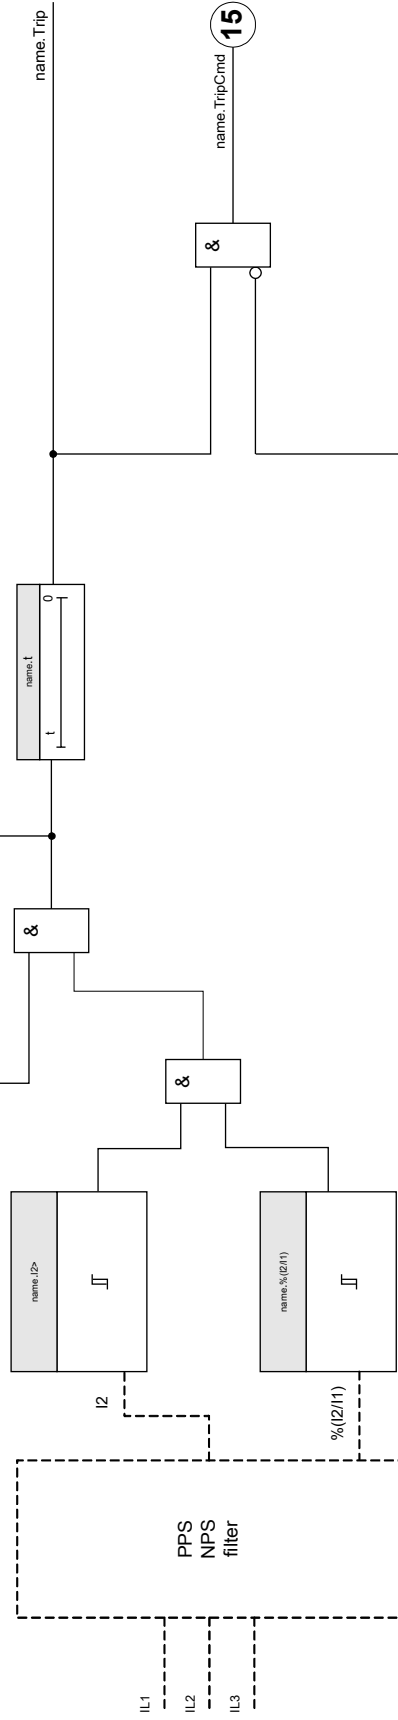 name.Trip
15
name.TripCmd
&
name.t
t
0
&
&
name.I2>
name.%(I2/I1)
I2
%(I2/I1)
PPS
NPS
filter
IL1
IL2
IL3